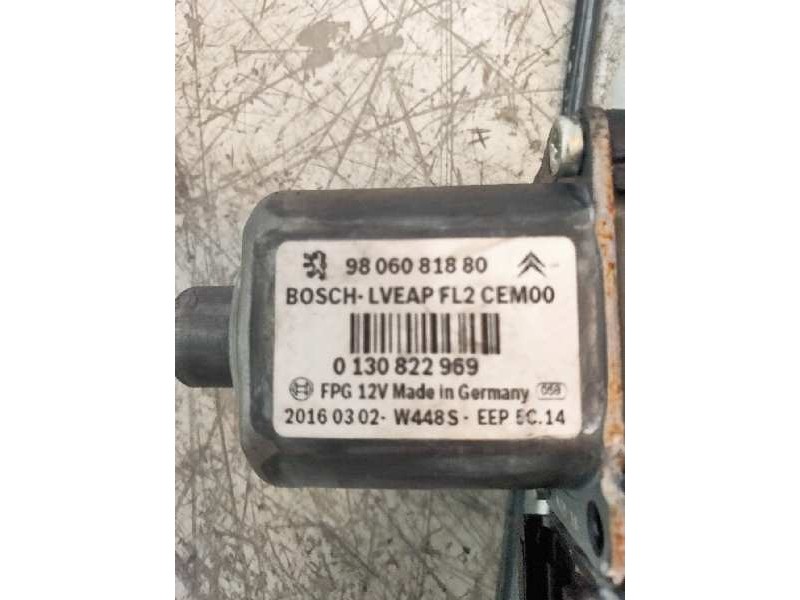 98 060 818 80
BOSCH- LVEAP FL2 CEM00
0 130 822 969
FPG 12V Made in Germany 058
2016 03 02- W448S - EEP 5C.14